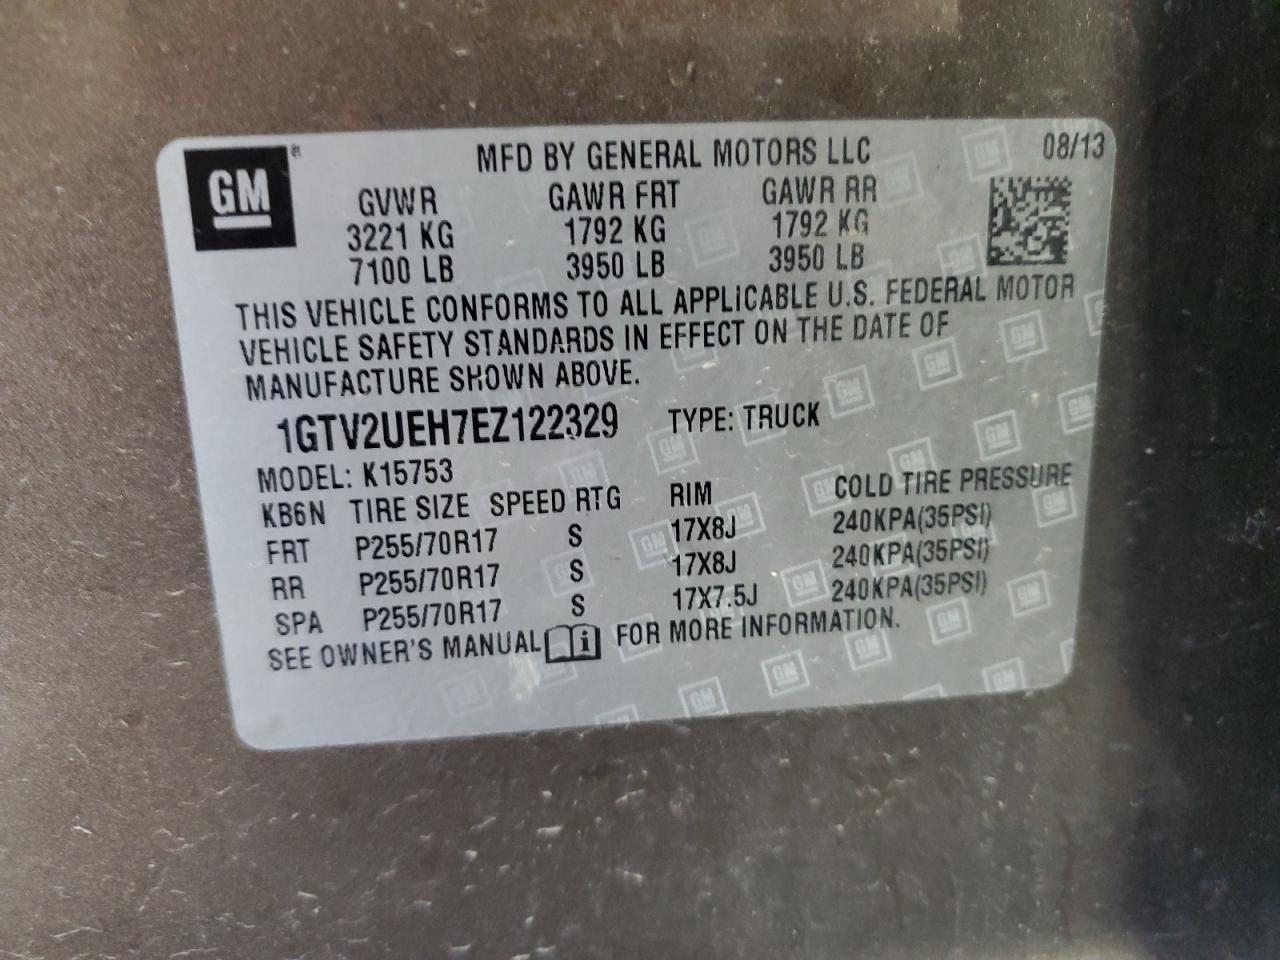 GM ® MFD BY GENERAL MOTORS LLC 08/13
GVWR GAWR FRT GAWR RR
3221 KG 1792 KG 1792 KG
7100 LB 3950 LB 3950 LB
THIS VEHICLE CONFORMS TO ALL APPLICABLE U.S. FEDERAL MOTOR
VEHICLE SAFETY STANDARDS IN EFFECT ON THE DATE OF
MANUFACTURE SHOWN ABOVE.
1GTV2UEH7EZ122329 TYPE: TRUCK
MODEL: K15753
KB6N TIRE SIZE SPEED RTG RIM COLD TIRE PRESSURE
FRT P255/70R17 S 17X8J 240KPA(35PSI)
RR P255/70R17 S 17X8J 240KPA(35PSI)
SPA P255/70R17 S 17X7.5J 240KPA(35PSI)
SEE OWNER'S MANUAL i FOR MORE INFORMATION.